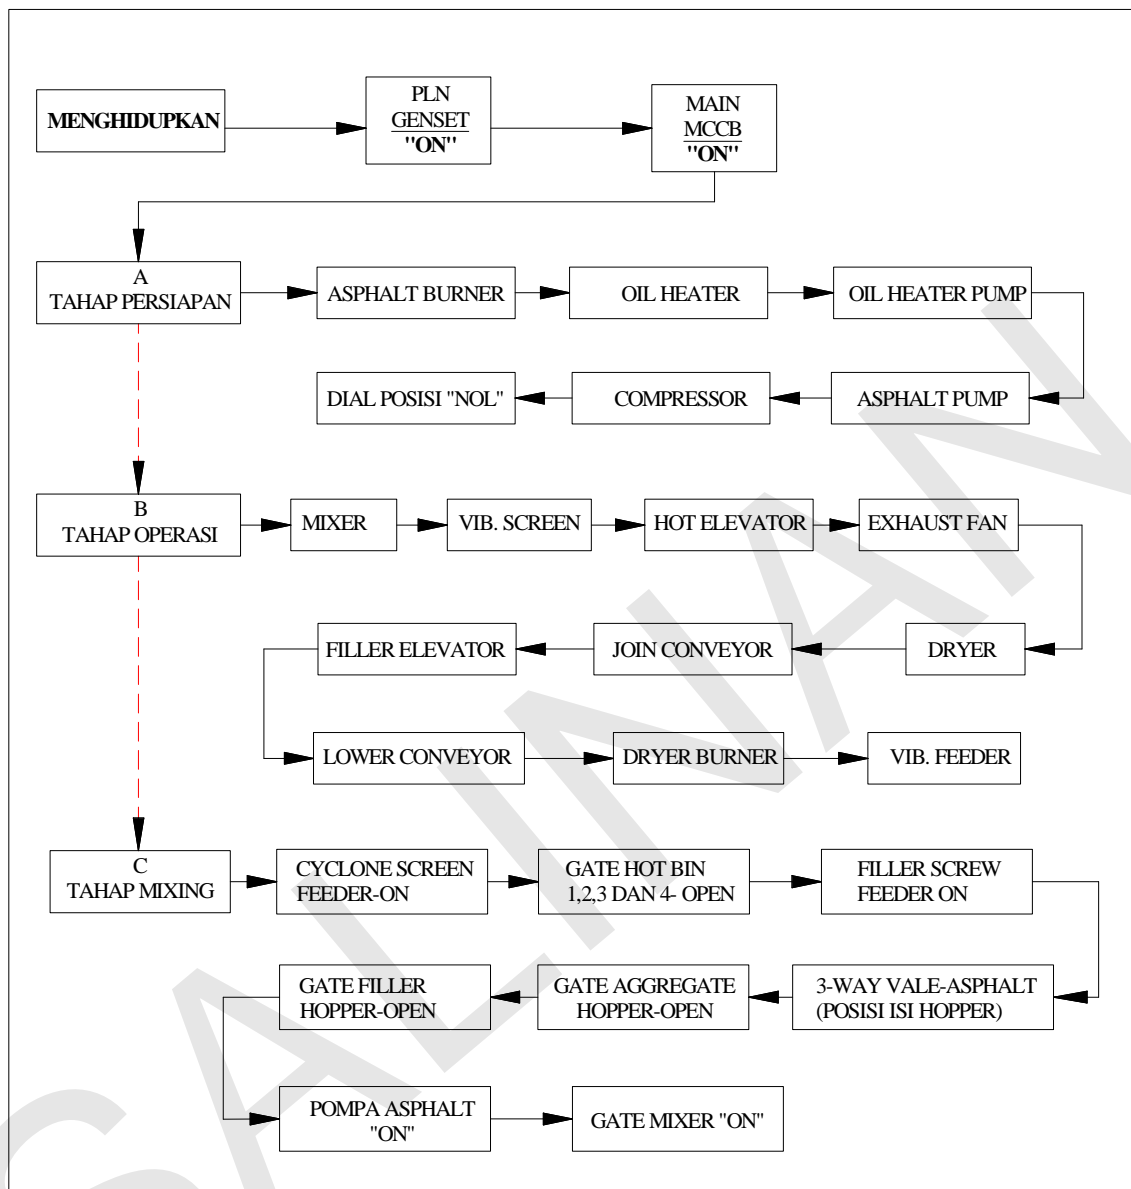 MENGHIDUPKAN
PLN
GENSET
"ON"
MAIN
MCCB
"ON"
A
TAHAP PERSIAPAN
ASPHALT BURNER
OIL HEATER
OIL HEATER PUMP
ASPHALT PUMP
COMPRESSOR
DIAL POSISI "NOL"
B
TAHAP OPERASI
MIXER
VIB. SCREEN
HOT ELEVATOR
EXHAUST FAN
DRYER
JOIN CONVEYOR
FILLER ELEVATOR
LOWER CONVEYOR
DRYER BURNER
VIB. FEEDER
C
TAHAP MIXING
CYCLONE SCREEN
FEEDER-ON
GATE HOT BIN
1,2,3 DAN 4- OPEN
FILLER SCREW
FEEDER ON
3-WAY VALE-ASPHALT
(POSISI ISI HOPPER)
GATE AGGREGATE
HOPPER-OPEN
GATE FILLER
HOPPER-OPEN
POMPA ASPHALT
"ON"
GATE MIXER "ON"
SALINAN